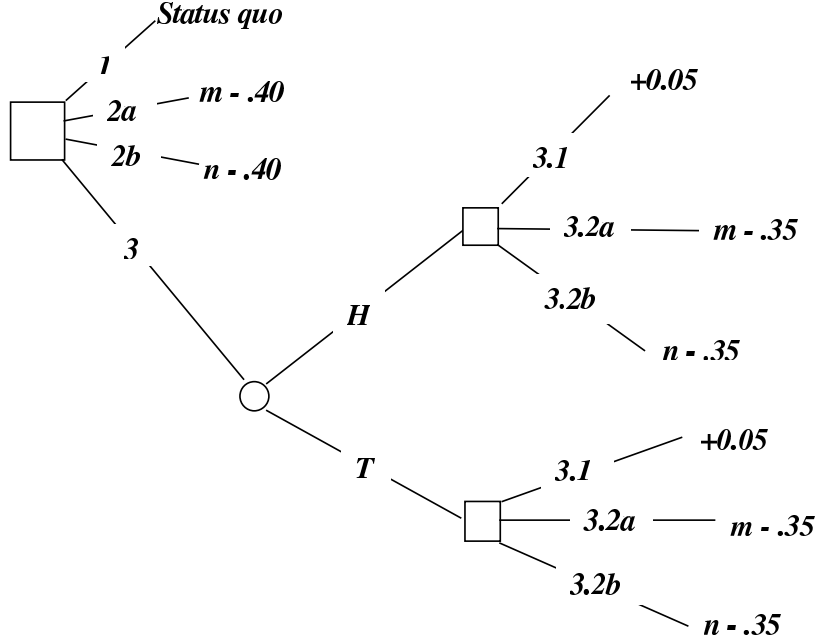 Status quo
1
2a
m - .40
2b
n - .40
3
H
3.1
+0.05
3.2a
m - .35
3.2b
n - .35
T
3.1
+0.05
3.2a
m - .35
3.2b
n - .35